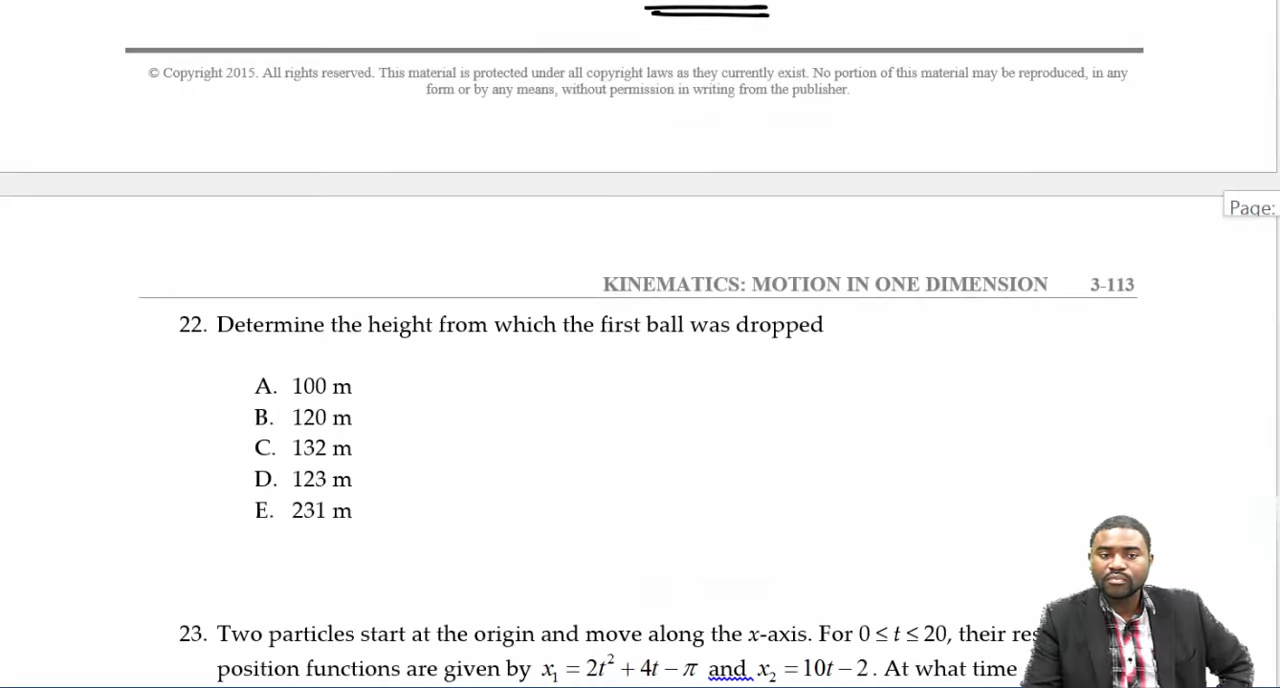 © Copyright 2015. All rights reserved. This material is protected under all copyright laws as they currently exist. No portion of this material may be reproduced, in any
form or by any means, without permission in writing from the publisher.
Page:
KINEMATICS: MOTION IN ONE DIMENSION 3-113
22. Determine the height from which the first ball was dropped
A. 100 m
B. 120 m
C. 132 m
D. 123 m
E. 231 m
23. Two particles start at the origin and move along the x-axis. For 0 ≤ t ≤ 20, their res
position functions are given by x₁ = 2t² + 4t − π and x₂ = 10t − 2. At what time